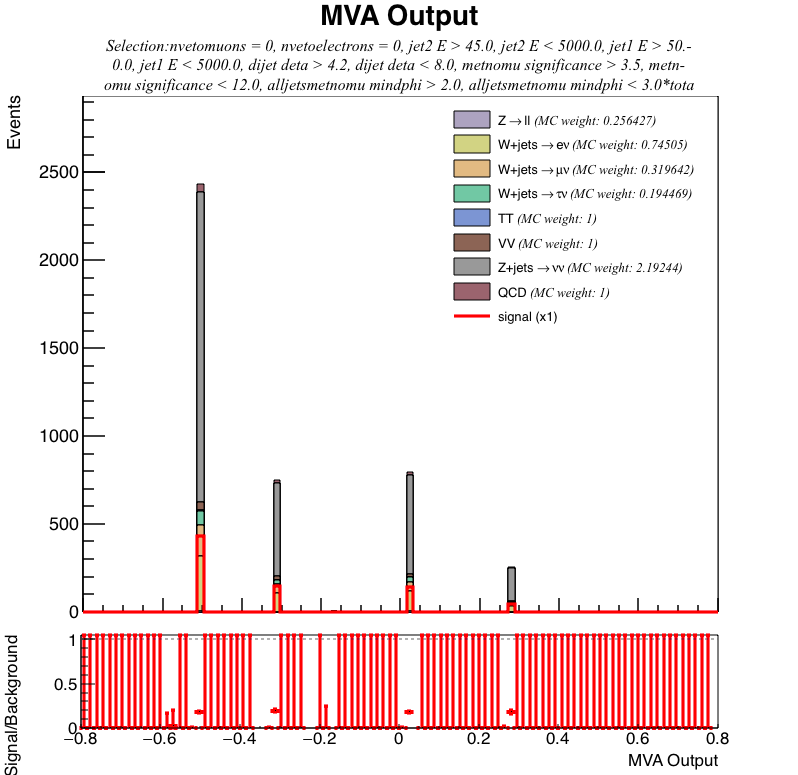 MVA Output
Selection:nvetomuons = 0, nvetoelectrons = 0, jet2 E > 45.0, jet2 E < 5000.0, jet1 E > 50.-
0.0, jet1 E < 5000.0, dijet deta > 4.2, dijet deta < 8.0, metnomu significance > 3.5, metn-
omu significance < 12.0, alljetsmetnomu mindphi > 2.0, alljetsmetnomu mindphi < 3.0*tota
Events
2500
2000
1500
1000
500
0
Z→ll (MC weight: 0.256427)
W+jets→eν (MC weight: 0.74505)
W+jets→μν (MC weight: 0.319642)
W+jets→τν (MC weight: 0.194469)
TT (MC weight: 1)
VV (MC weight: 1)
Z+jets→νν (MC weight: 2.19244)
QCD (MC weight: 1)
signal (x1)
Signal/Background
1
0.5
0
−0.8 −0.6 −0.4 −0.2 0 0.2 0.4 0.6 0.8
MVA Output